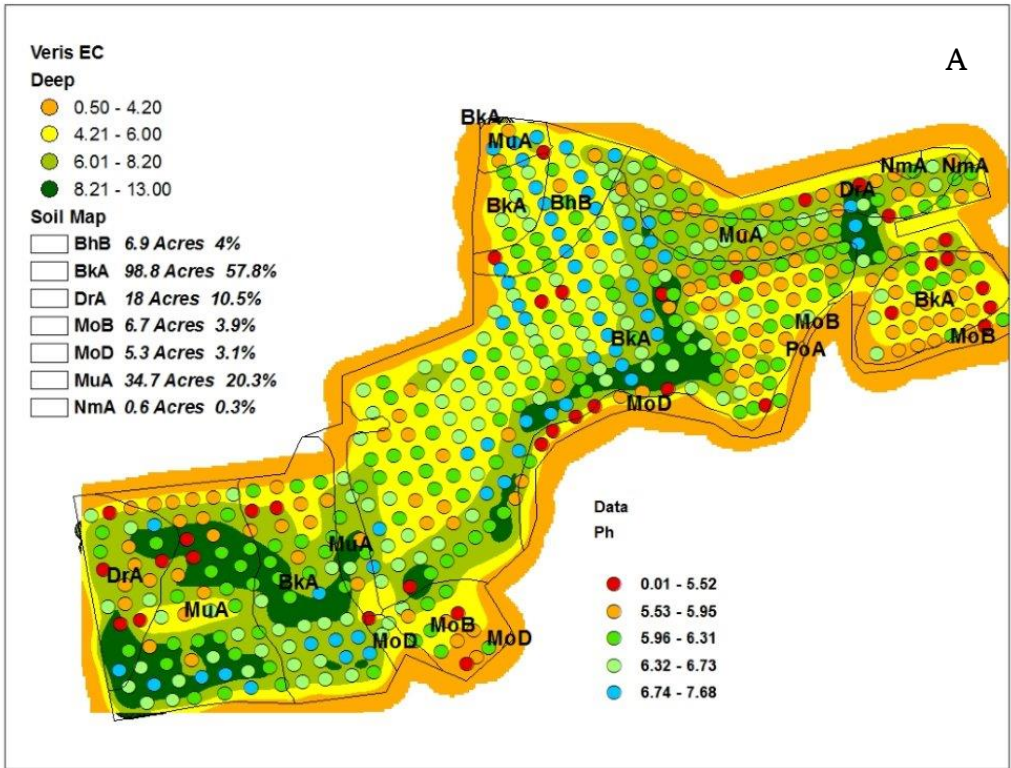 A
Veris EC
Deep
0.50 - 4.20
4.21 - 6.00
6.01 - 8.20
8.21 - 13.00
Soil Map
BhB 6.9 Acres 4%
BkA 98.8 Acres 57.8%
DrA 18 Acres 10.5%
MoB 6.7 Acres 3.9%
MoD 5.3 Acres 3.1%
MuA 34.7 Acres 20.3%
NmA 0.6 Acres 0.3%
BkA
MuA
BkA
BhB
MuA
DrA
NmA
NmA
BkA
MoB
MoB
PoA
BkA
MoD
MuA
DrA
BkA
MuA
MoD
MoB
MoD
Data
Ph
0.01 - 5.52
5.53 - 5.95
5.96 - 6.31
6.32 - 6.73
6.74 - 7.68